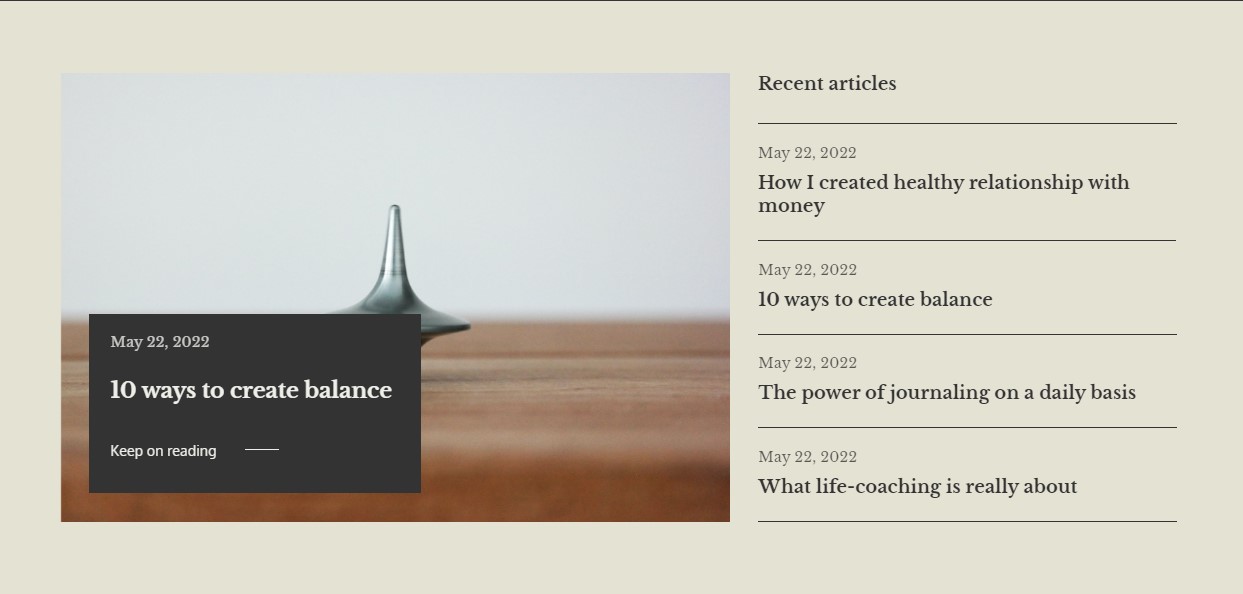 May 22, 2022
10 ways to create balance
Keep on reading
Recent articles
May 22, 2022
How I created healthy relationship with
money
May 22, 2022
10 ways to create balance
May 22, 2022
The power of journaling on a daily basis
May 22, 2022
What life-coaching is really about